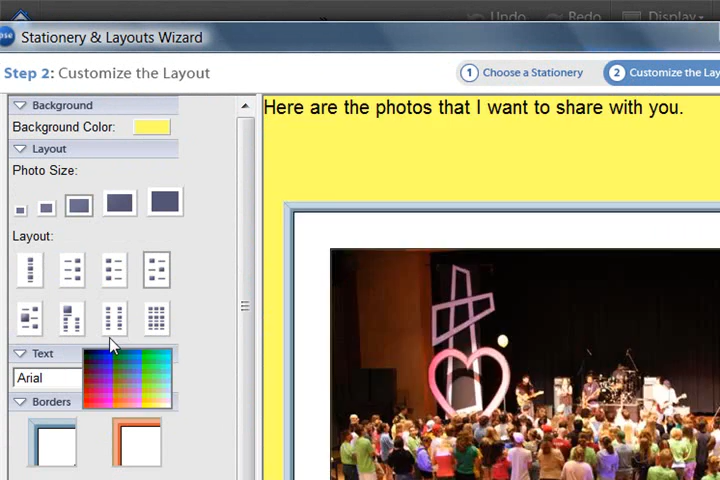 Undo Redo Display
pse Stationery & Layouts Wizard
Step 2: Customize the Layout
1 Choose a Stationery
2 Customize the Lay
Background
Background Color:
Layout
Photo Size:
Layout:
Text
Arial
Borders
Here are the photos that I want to share with you.